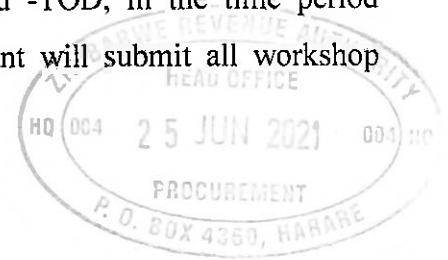 d -TOD, in the time period
nt will submit all workshop
ZIMBABWE REVENUE AUTHORITY
HEAD OFFICE
HQ 004 25 JUN 2021 004 HQ
PROCUREMENT
P. O. BOX 4360, HARARE